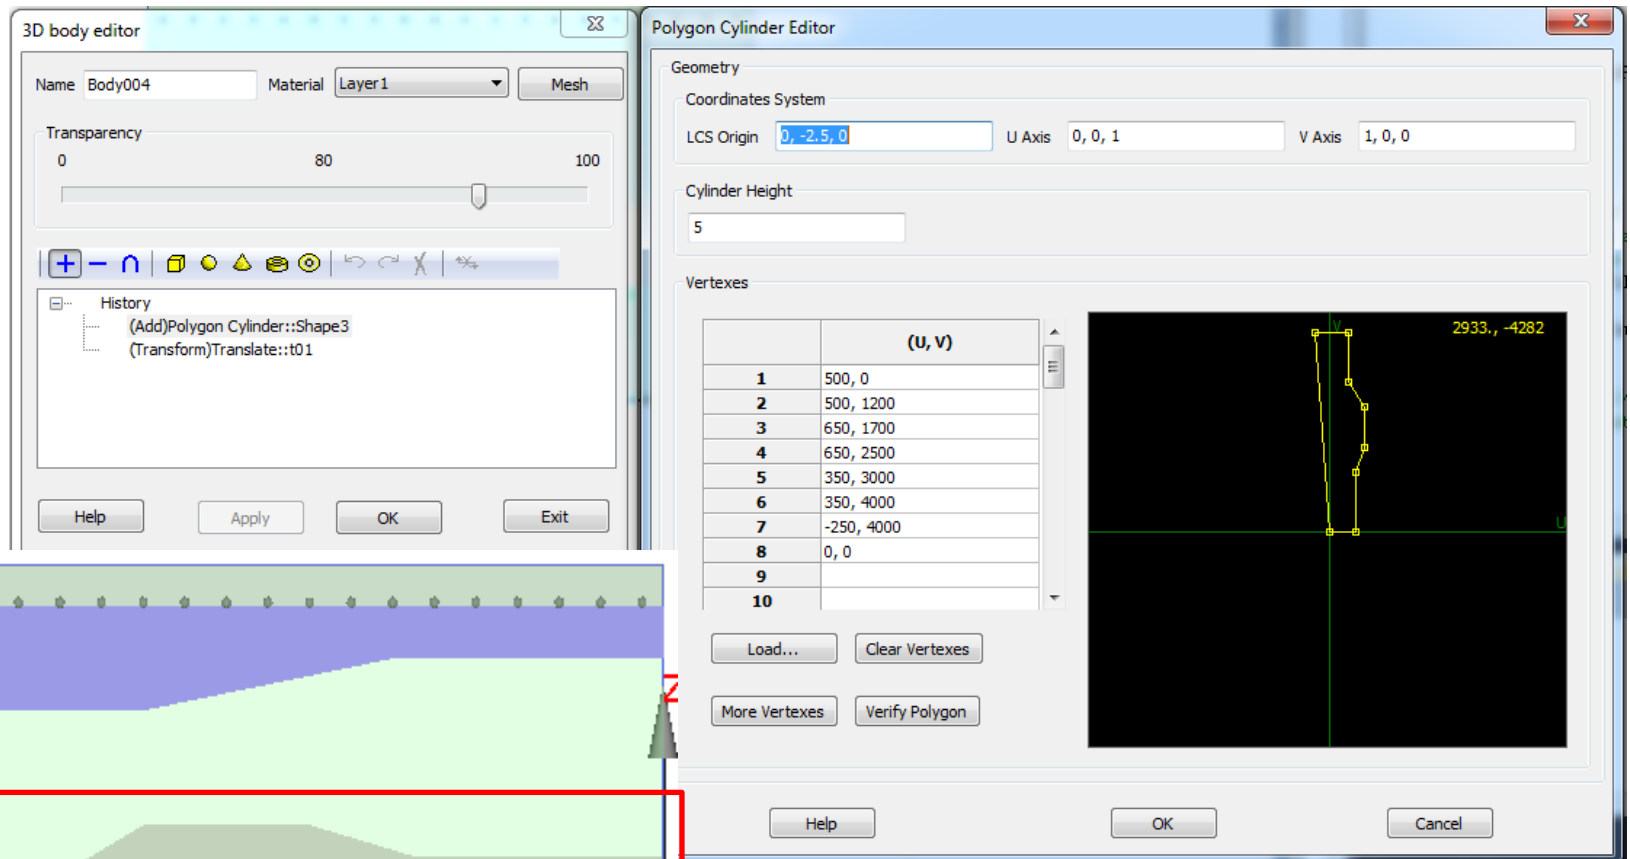 3D body editor
Name Body004 Material Layer1 Mesh
Transparency
0 80 100
History
(Add)Polygon Cylinder::Shape3
(Transform)Translate::t01
Help Apply OK Exit
Polygon Cylinder Editor
Geometry
Coordinates System
LCS Origin 0, -2.5, 0 U Axis 0, 0, 1 V Axis 1, 0, 0
Cylinder Height
5
Vertexes
(U, V)
1 500, 0
2 500, 1200
3 650, 1700
4 650, 2500
5 350, 3000
6 350, 4000
7 -250, 4000
8 0, 0
9
10
V 2933., -4282
U
Load... Clear Vertexes
More Vertexes Verify Polygon
Help OK Cancel